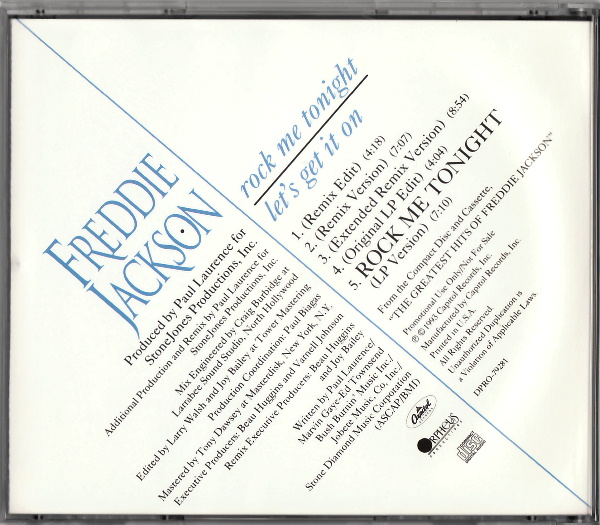 FREDDIE
JACKSON
rock me tonight
let's get it on
1. (Remix Edit) (4:18)
2. (Remix Version) (7:07)
3. (Extended Remix Version) (8:54)
4. (Original LP Edit) (4:04)
5. ROCK ME TONIGHT
(LP Version) (7:10)
From the Compact Disc and Cassette,
"THE GREATEST HITS OF FREDDIE JACKSON"™
Promotional Use Only/Not For Sale
℗ © 1993 Capitol Records, Inc.
Manufactured by Capitol Records, Inc.
Printed in U.S.A.
All Rights Reserved.
Unauthorized Duplication is
a Violation of Applicable Laws.
DPRO-79281
Produced by Paul Laurence for
StoneJones Productions, Inc.
Additional Production and Remix by Paul Laurence for
StoneJones Productions, Inc.
Mix Engineered by Craig Burbidge at
Larrabee Sound Studio, North Hollywood
Production Coordination: Paul Biagas
Edited by Larry Walsh and Joy Bailey at Tower Mastering
Mastered by Tony Dawsey at Masterdisk, New York, N.Y.
Executive Producers: Beau Huggins and Varnell Johnson
Remix Executive Producers: Beau Huggins
and Joy Bailey
Written by Paul Laurence/
Marvin Gaye-Ed Townsend
Bush Burnin' Music Inc./
Jobete Music, Co, Inc./
Stone Diamond Music Corporation
(ASCAP/BMI)
Capitol
ORPHEUS